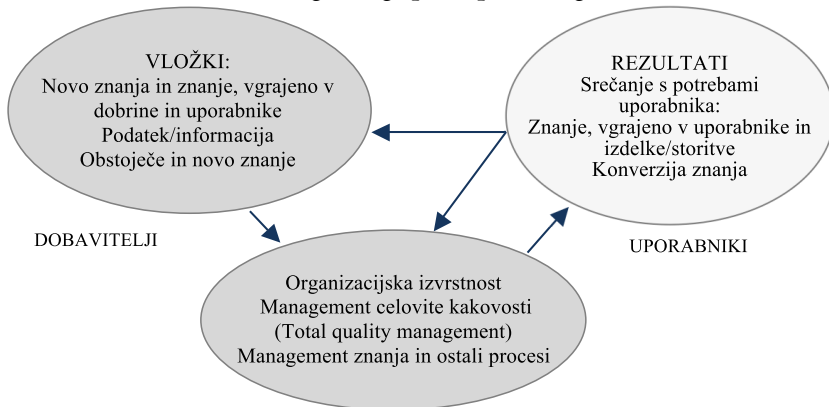 VLOŽKI:
Novo znanja in znanje, vgrajeno v
dobrine in uporabnike
Podatek/informacija
Obstoječe in novo znanje
REZULTATI
Srečanje s potrebami
uporabnika:
Znanje, vgrajeno v uporabnike in
izdelke/storitve
Konverzija znanja
DOBAVITELJI
UPORABNIKI
Organizacijska izvrstnost
Management celovite kakovosti
(Total quality management)
Management znanja in ostali procesi